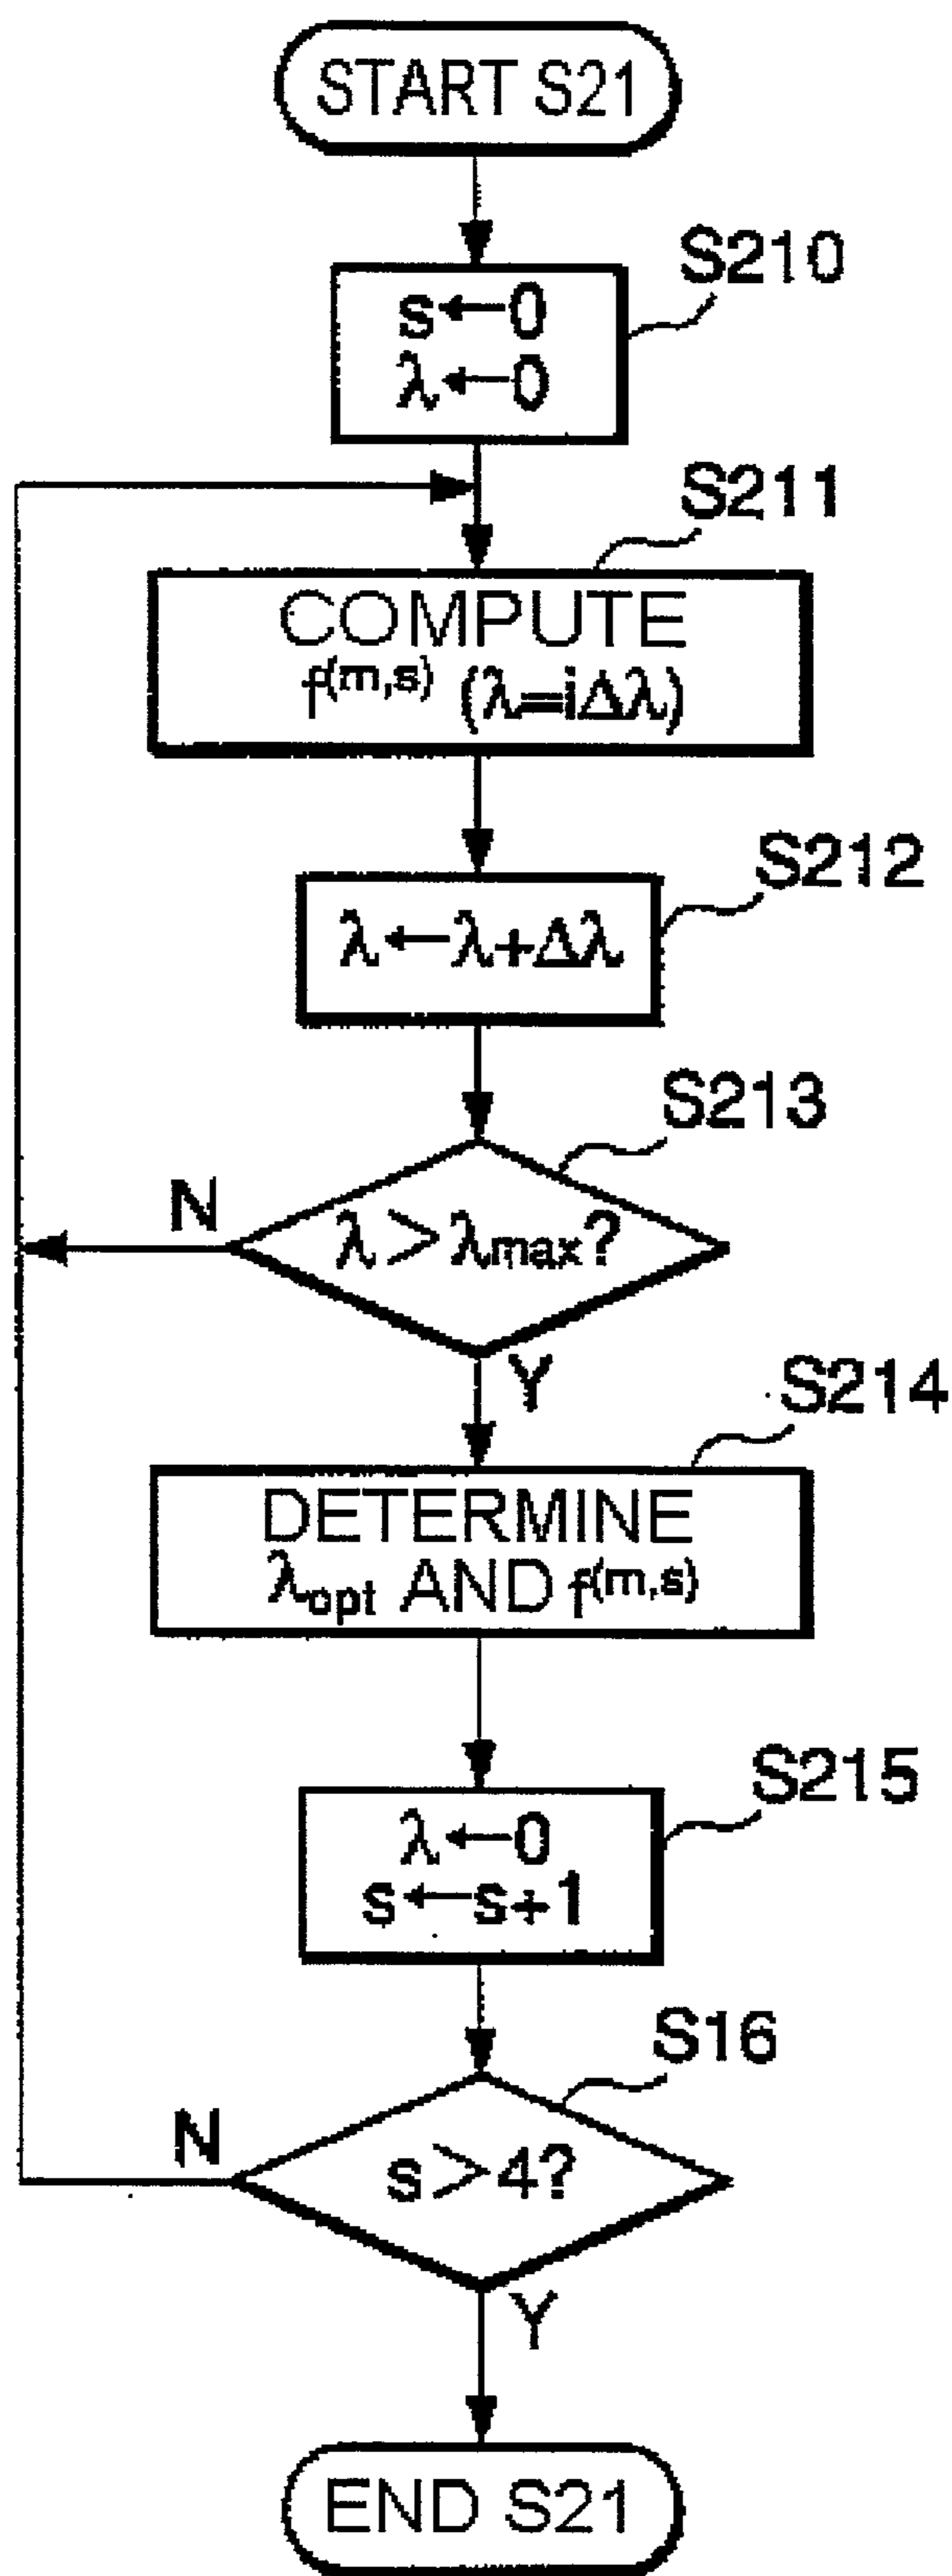 START S21
S210
s←0
λ←0
S211
COMPUTE
f(m,s) (λ=iΔλ)
S212
λ←λ+Δλ
S213
N
λ>λmax?
Y
S214
DETERMINE
λopt AND f(m,s)
S215
λ←0
s←s+1
S16
N
s>4?
Y
END S21